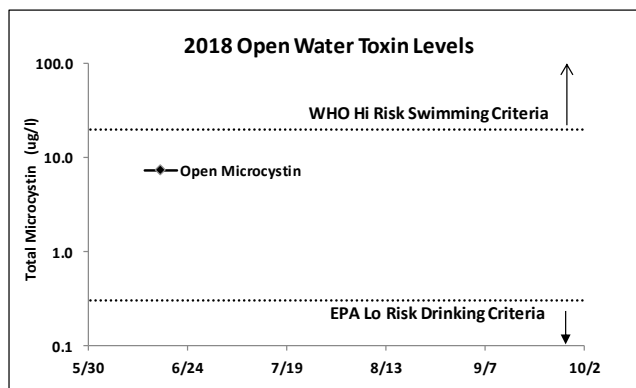 2018 Open Water Toxin Levels
Total Microcystin (ug/l)
100.0
10.0
1.0
0.1
WHO Hi Risk Swimming Criteria
Open Microcystin
EPA Lo Risk Drinking Criteria
5/30 6/24 7/19 8/13 9/7 10/2